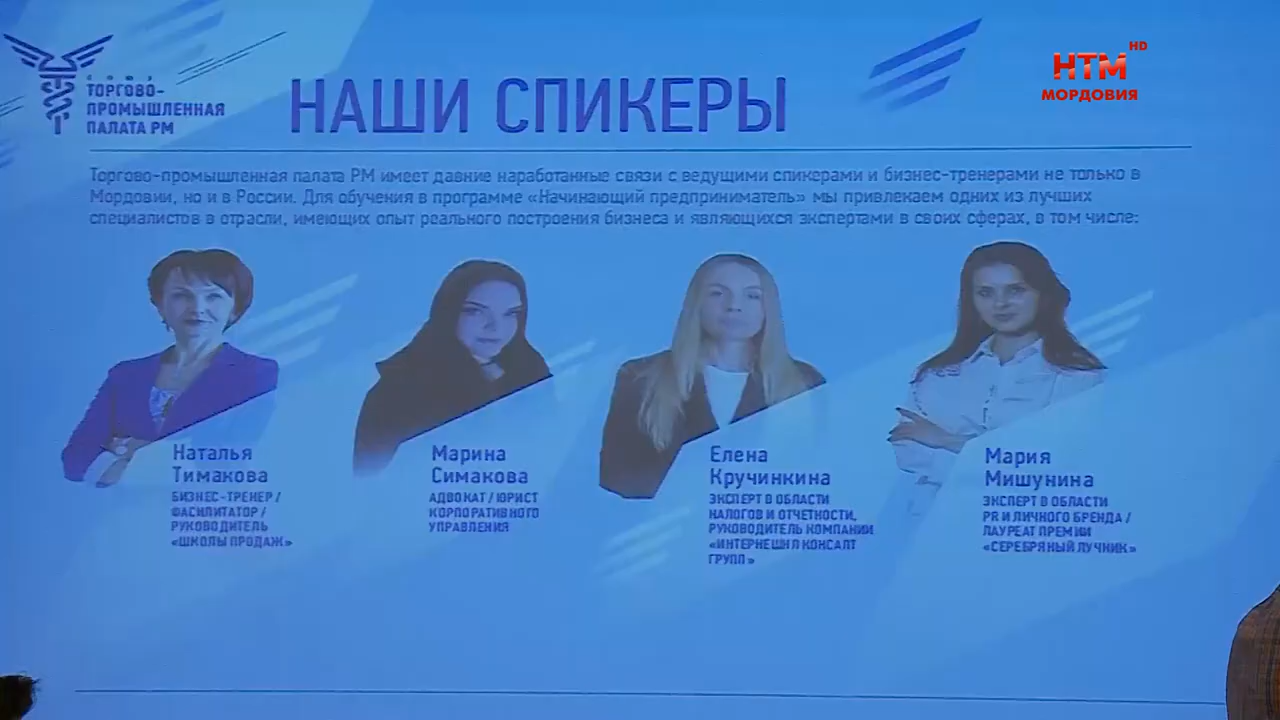 СОЮЗ
ТОРГОВО-
ПРОМЫШЛЕННАЯ
ПАЛАТА РМ
НАШИ СПИКЕРЫ
НТМ HD
МОРДОВИЯ
Торгово-промышленная палата РМ имеет давние наработанные связи с ведущими спикерами и бизнес-тренерами не только в
Мордовии, но и в России. Для обучения в программе «Начинающий предприниматель» мы привлекаем одних из лучших
специалистов в отрасли, имеющих опыт реального построения бизнеса и являющихся экспертами в своих сферах, в том числе:
Наталья
Тимакова
БИЗНЕС-ТРЕНЕР /
ФАСИЛИТАТОР /
РУКОВОДИТЕЛЬ
«ШКОЛЫ ПРОДАЖ»
Марина
Симакова
АДВОКАТ / ЮРИСТ
КОРПОРАТИВНОГО
УПРАВЛЕНИЯ
Елена
Кручинкина
ЭКСПЕРТ В ОБЛАСТИ
НАЛОГОВ И ОТЧЕТНОСТИ,
РУКОВОДИТЕЛЬ КОМПАНИИ
«ИНТЕРНЕШНЛ КОНСАЛТ
ГРУПП»
Мария
Мишунина
ЭКСПЕРТ В ОБЛАСТИ
PR И ЛИЧНОГО БРЕНДА /
ЛАУРЕАТ ПРЕМИИ
«СЕРЕБРЯНЫЙ ЛУЧНИК»